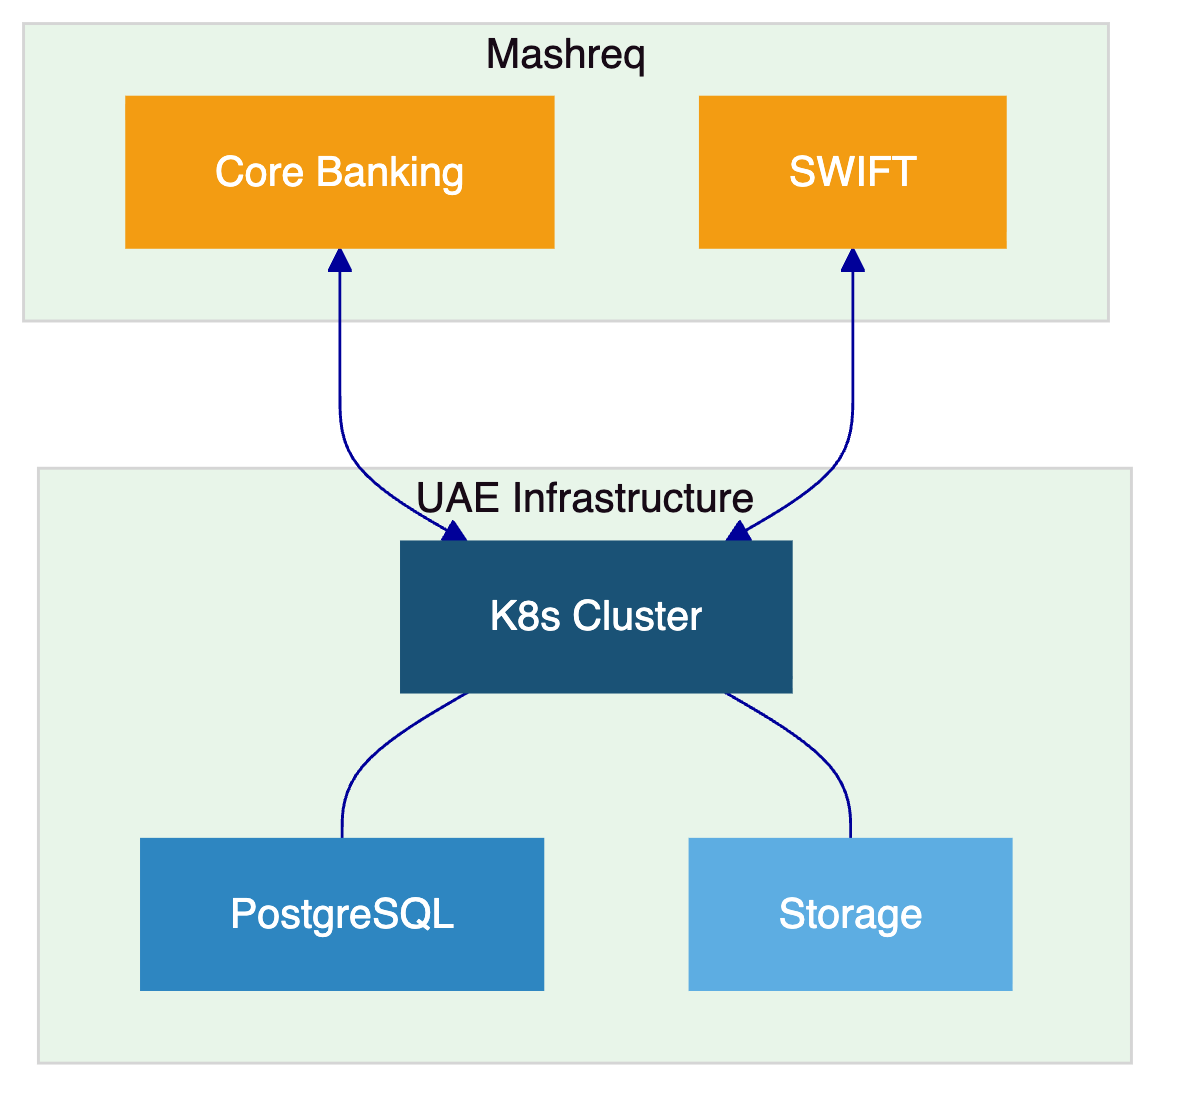 Mashreq
Core Banking
SWIFT
UAE Infrastructure
K8s Cluster
PostgreSQL
Storage